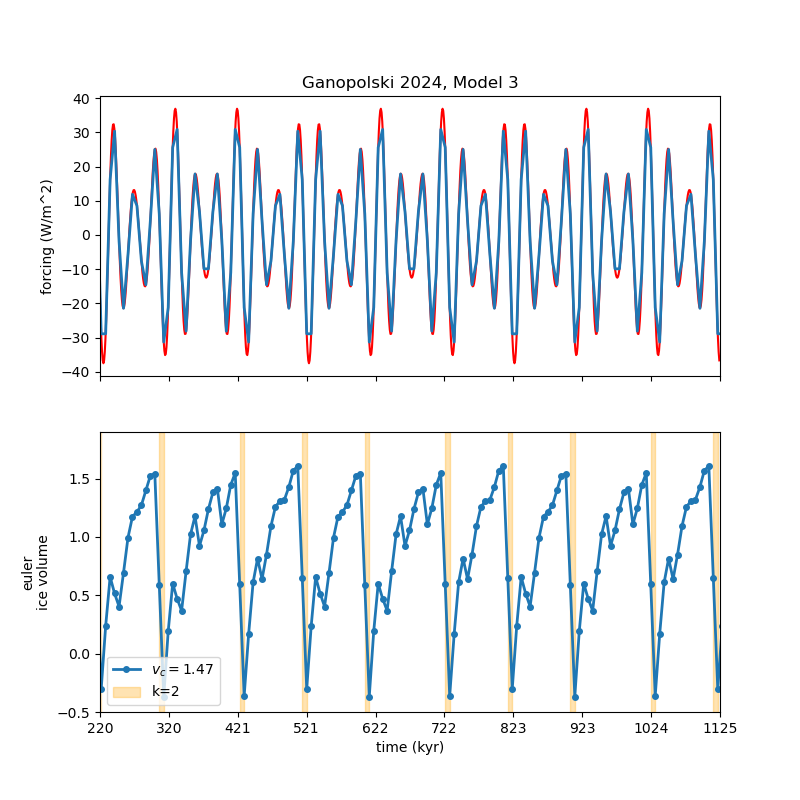 Ganopolski 2024, Model 3
forcing (W/m^2)
40
30
20
10
0
−10
−20
−30
−40
euler
ice volume
1.5
1.0
0.5
0.0
−0.5
v_c = 1.47
k=2
220 320 421 521 622 722 823 923 1024 1125
time (kyr)